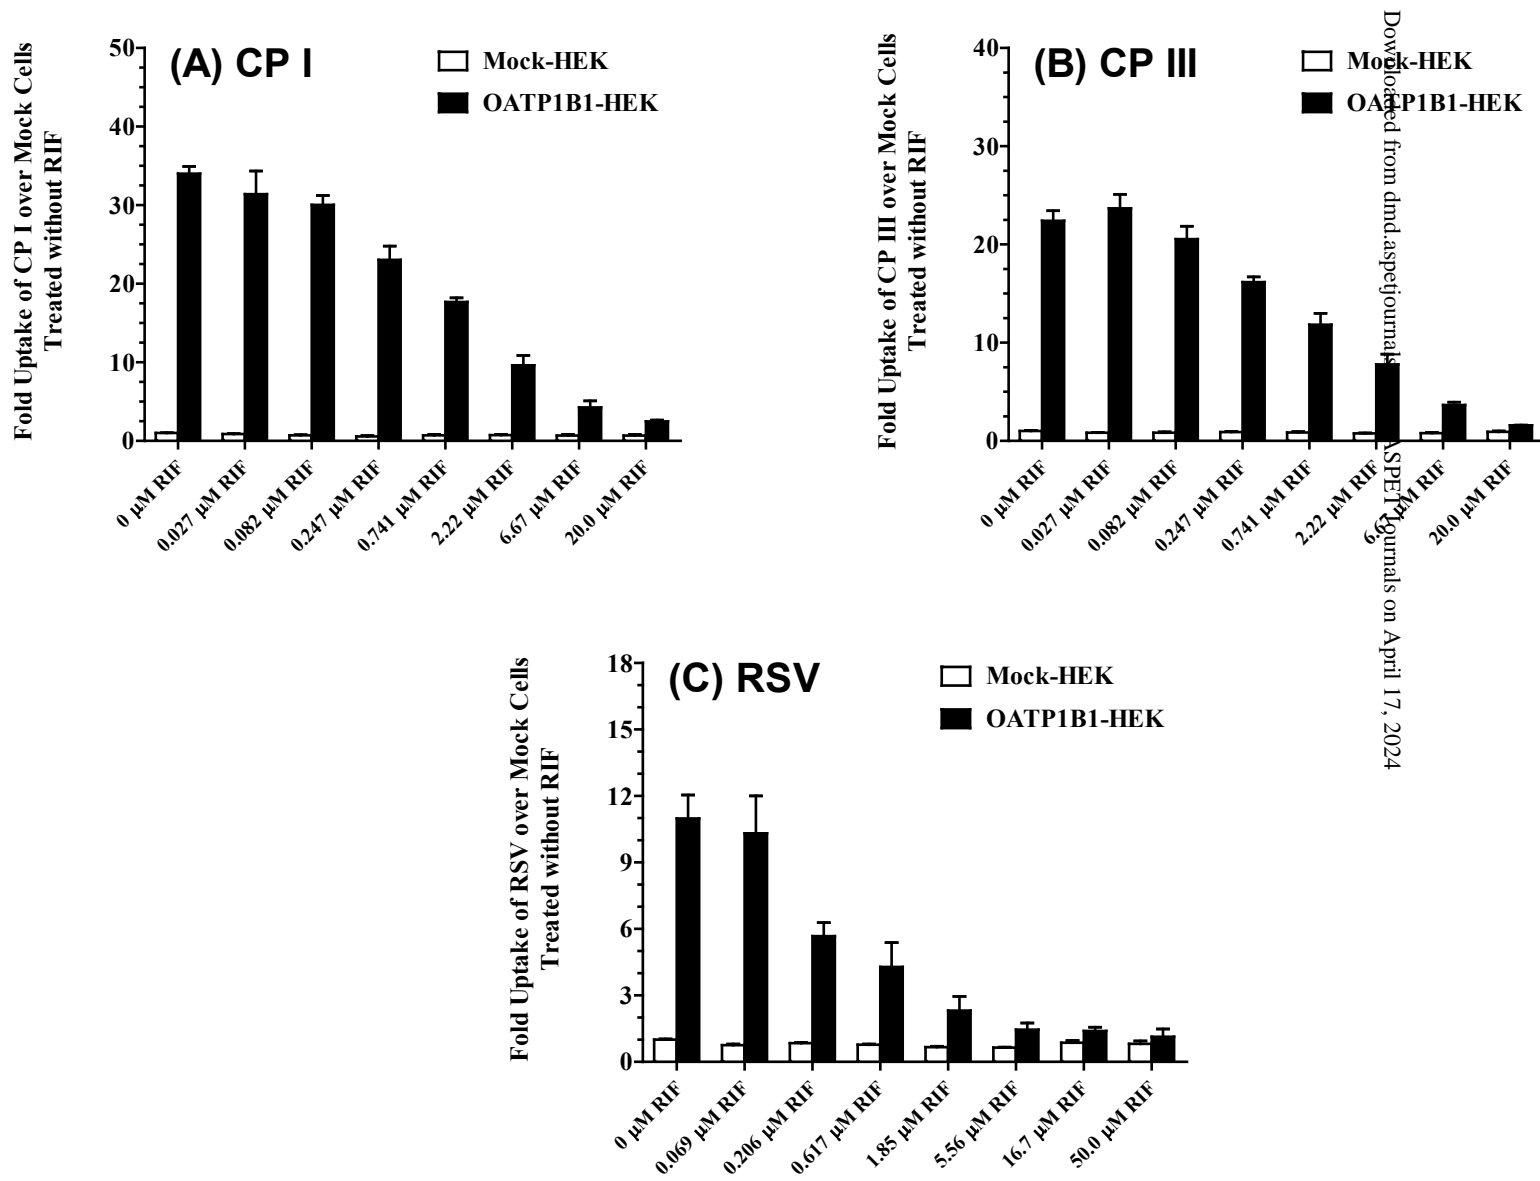 (A) CP I
Mock-HEK
OATP1B1-HEK
Fold Uptake of CP I over Mock Cells
Treated without RIF
50
40
30
20
10
0
0 µM RIF
0.027 µM RIF
0.082 µM RIF
0.247 µM RIF
0.741 µM RIF
2.22 µM RIF
6.67 µM RIF
20.0 µM RIF
(B) CP III
Mock-HEK
OATP1B1-HEK
Fold Uptake of CP III over Mock Cells
Treated without RIF
40
30
20
10
0
0 µM RIF
0.027 µM RIF
0.082 µM RIF
0.247 µM RIF
0.741 µM RIF
2.22 µM RIF
6.67 µM RIF
20.0 µM RIF
Downloaded from dmd.aspetjournals ASPET Journals on April 17, 2024
(C) RSV
Mock-HEK
OATP1B1-HEK
Fold Uptake of RSV over Mock Cells
Treated without RIF
18
15
12
9
6
3
0
0 µM RIF
0.069 µM RIF
0.206 µM RIF
0.617 µM RIF
1.85 µM RIF
5.56 µM RIF
16.7 µM RIF
50.0 µM RIF